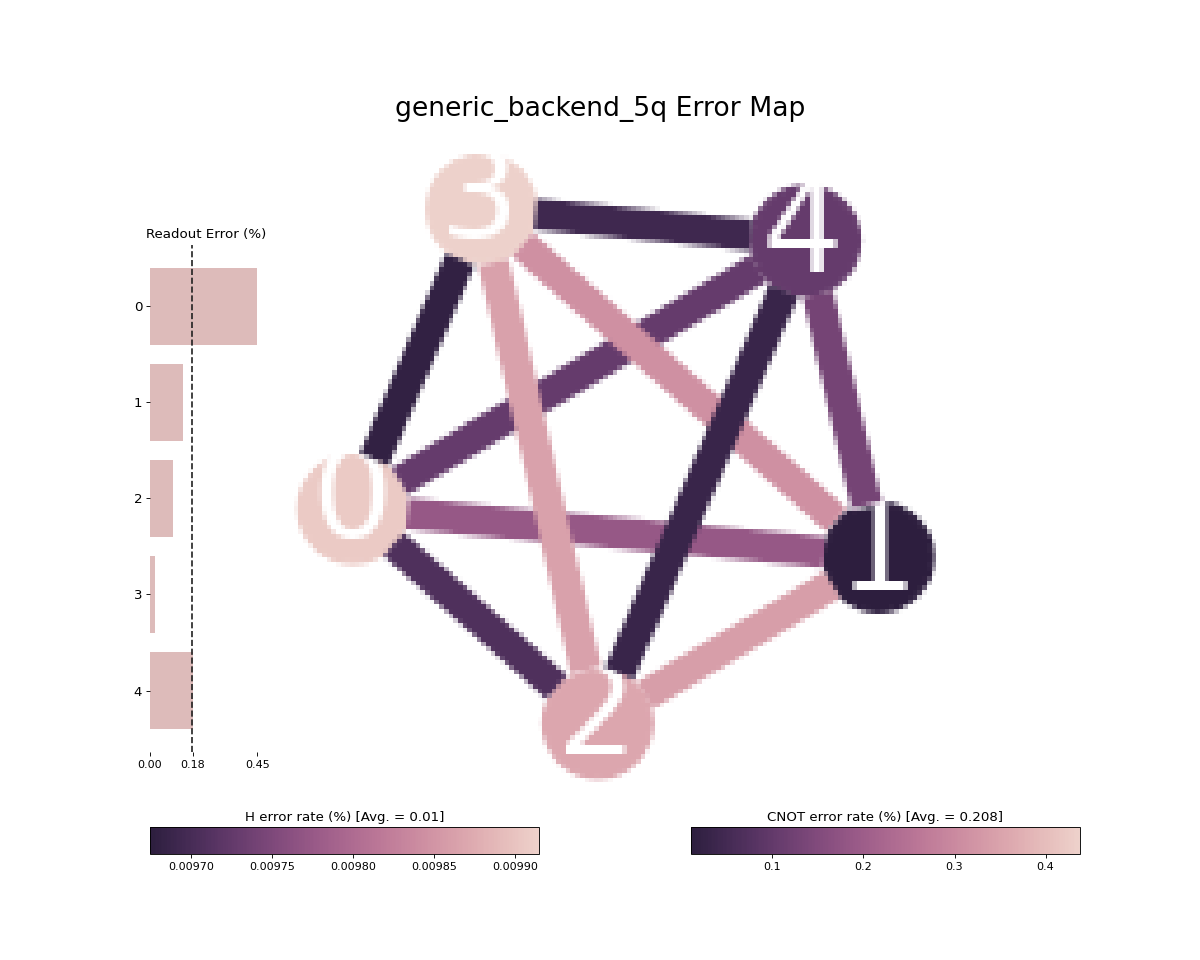 generic_backend_5q Error Map
3
4
Readout Error (%)
0
1
2
3
4
0
1
2
0.00 0.18 0.45
H error rate (%) [Avg. = 0.01]
0.00970 0.00975 0.00980 0.00985 0.00990
CNOT error rate (%) [Avg. = 0.208]
0.1 0.2 0.3 0.4